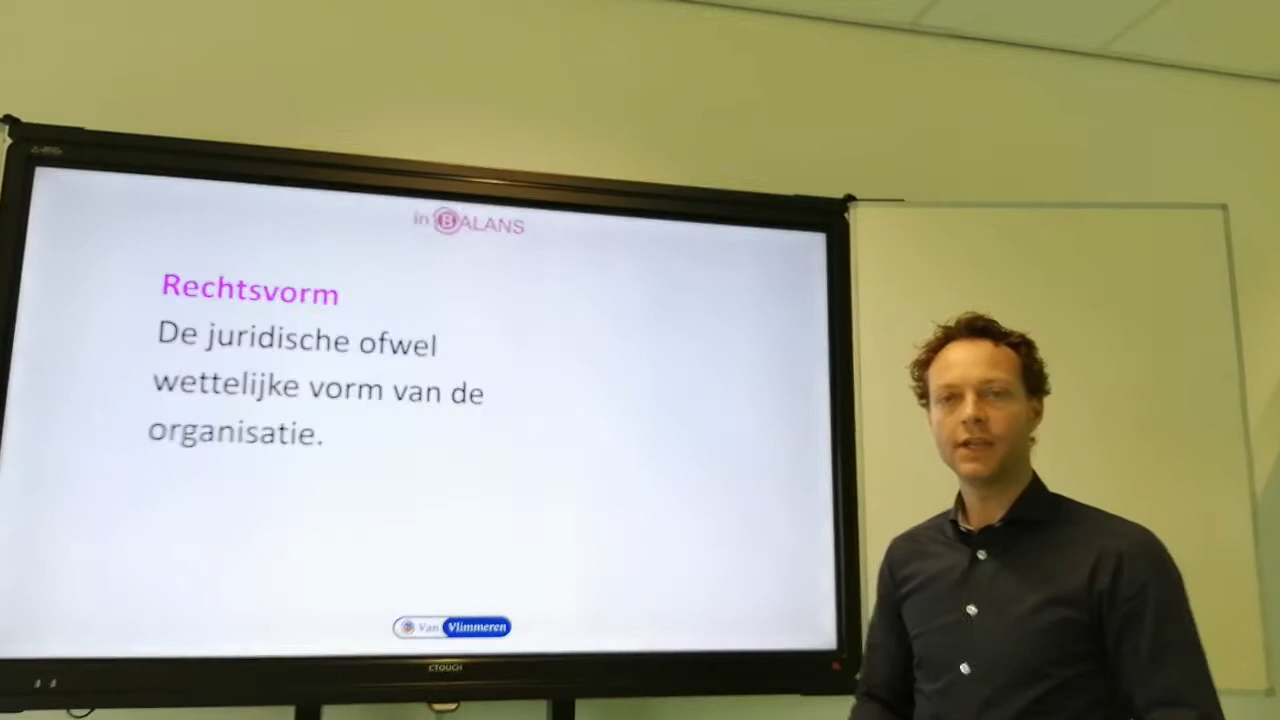 in BALANS
Rechtsvorm
De juridische ofwel
wettelijke vorm van de
organisatie.
Van Vlimmeren
CTOUCH